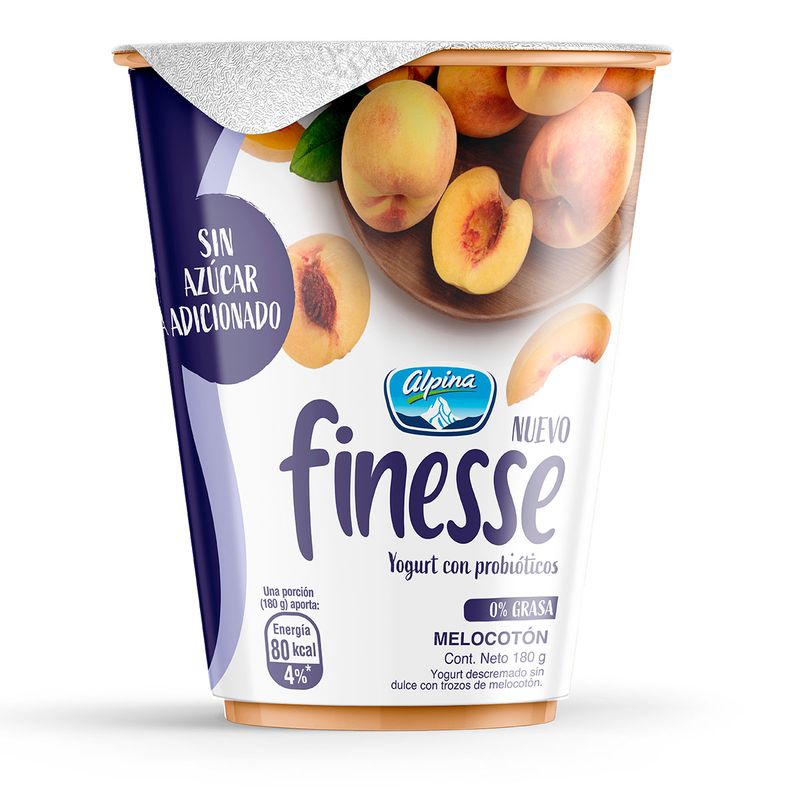 SIN
AZÚCAR
ADICIONADO
alpina
NUEVO
finesse
Yogurt con probióticos
Una porción
(180 g) aporta:
Energía
80 kcal
4%*
0% GRASA
MELOCOTÓN
Cont. Neto 180 g
Yogurt descremado sin
dulce con trozos de melocotón.